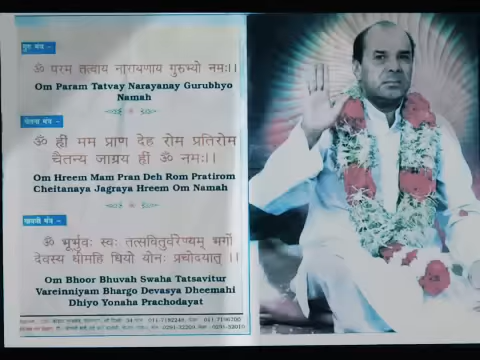 गुरु मंत्र -
ॐ परम तत्वाय नारायणाय गुरुभ्यो नमः।।
Om Param Tatvay Narayanay Gurubhyo
Namah
चेतना मंत्र -
ॐ ह्रीं मम प्राण देह रोम प्रतिरोम
चैतन्य जाग्रय ह्रीं ॐ नमः।।
Om Hreem Mam Pran Deh Rom Pratirom
Cheitanaya Jagraya Hreem Om Namah
गायत्री मंत्र -
ॐ भूर्भुवः स्वः तत्सवितुर्वरेण्यम् भर्गो
देवस्य धीमहि धियो योनः प्रचोदयात् ।।
Om Bhoor Bhuvah Swaha Tatsavitur
Vareinniyam Bhargo Devasya Dheemahi
Dhiyo Yonaha Prachodayat